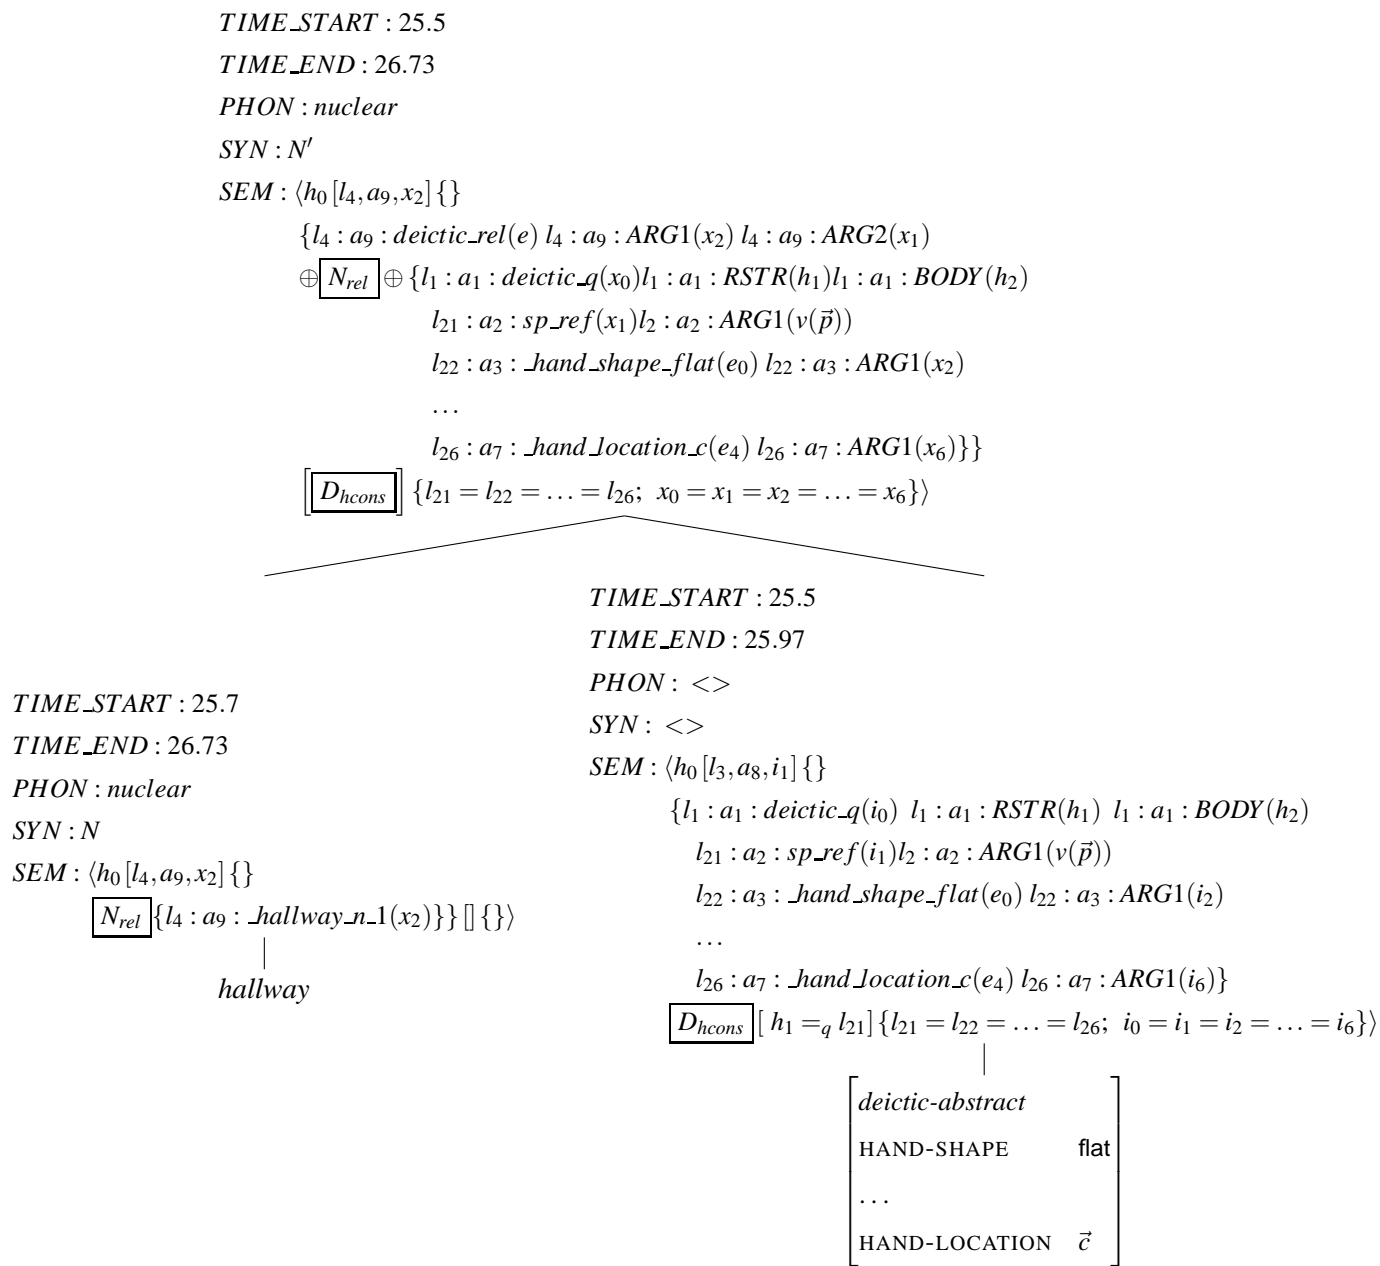 TIME_START : 25.5
TIME_END : 26.73
PHON : nuclear
SYN : N′
SEM : ⟨h₀ [l₄, a₉, x₂] {}
{l₄ : a₉ : deictic_rel(e) l₄ : a₉ : ARG1(x₂) l₄ : a₉ : ARG2(x₁)
⊕ N_rel ⊕ {l₁ : a₁ : deictic_q(x₀)l₁ : a₁ : RSTR(h₁)l₁ : a₁ : BODY(h₂)
l₂₁ : a₂ : sp_ref(x₁)l₂ : a₂ : ARG1(v(p⃗))
l₂₂ : a₃ : _hand_shape_flat(e₀) l₂₂ : a₃ : ARG1(x₂)
…
l₂₆ : a₇ : _hand_location_c(e₄) l₂₆ : a₇ : ARG1(x₆)}}
[ D_hcons ] {l₂₁ = l₂₂ = … = l₂₆; x₀ = x₁ = x₂ = … = x₆}⟩
TIME_START : 25.7
TIME_END : 26.73
PHON : nuclear
SYN : N
SEM : ⟨h₀ [l₄, a₉, x₂] {}
N_rel {l₄ : a₉ : _hallway_n_1(x₂)}} [] {}⟩
hallway
TIME_START : 25.5
TIME_END : 25.97
PHON : <>
SYN : <>
SEM : ⟨h₀ [l₃, a₈, i₁] {}
{l₁ : a₁ : deictic_q(i₀) l₁ : a₁ : RSTR(h₁) l₁ : a₁ : BODY(h₂)
l₂₁ : a₂ : sp_ref(i₁)l₂ : a₂ : ARG1(v(p⃗))
l₂₂ : a₃ : _hand_shape_flat(e₀) l₂₂ : a₃ : ARG1(i₂)
…
l₂₆ : a₇ : _hand_location_c(e₄) l₂₆ : a₇ : ARG1(i₆)}
D_hcons [ h₁ =_q l₂₁] {l₂₁ = l₂₂ = … = l₂₆; i₀ = i₁ = i₂ = … = i₆}⟩
deictic-abstract
HAND-SHAPE flat
…
HAND-LOCATION c⃗